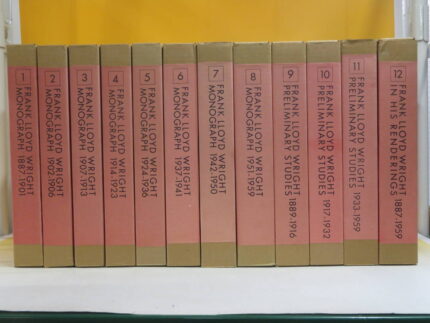 1
FRANK LLOYD WRIGHT
MONOGRAPH 1887-1901
2
FRANK LLOYD WRIGHT
MONOGRAPH 1902-1906
3
FRANK LLOYD WRIGHT
MONOGRAPH 1907-1913
4
FRANK LLOYD WRIGHT
MONOGRAPH 1914-1923
5
FRANK LLOYD WRIGHT
MONOGRAPH 1924-1936
6
FRANK LLOYD WRIGHT
MONOGRAPH 1937-1941
7
FRANK LLOYD WRIGHT
MONOGRAPH 1942-1950
8
FRANK LLOYD WRIGHT
MONOGRAPH 1951-1959
9
FRANK LLOYD WRIGHT
PRELIMINARY STUDIES 1889-1916
10
FRANK LLOYD WRIGHT
PRELIMINARY STUDIES 1917-1932
11
FRANK LLOYD WRIGHT
PRELIMINARY STUDIES 1933-1959
12
FRANK LLOYD WRIGHT 1887-1959
IN HIS RENDERINGS